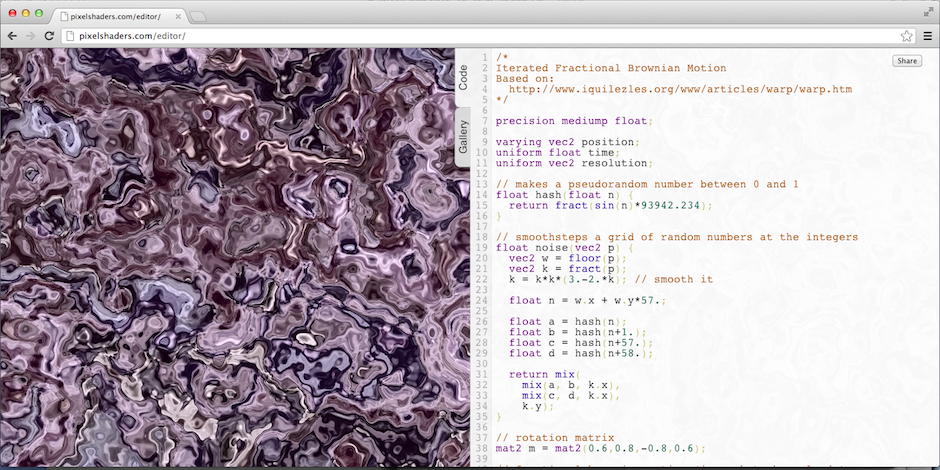 pixelshaders.com/editor/
pixelshaders.com/editor/
Code
Gallery
Share
1 /*
2 Iterated Fractional Brownian Motion
3 Based on:
4 http://www.iquilezles.org/www/articles/warp/warp.htm
5 */
6
7 precision mediump float;
8
9 varying vec2 position;
10 uniform float time;
11 uniform vec2 resolution;
12
13 // makes a pseudorandom number between 0 and 1
14 float hash(float n) {
15 return fract(sin(n)*93942.234);
16 }
17
18 // smoothsteps a grid of random numbers at the integers
19 float noise(vec2 p) {
20 vec2 w = floor(p);
21 vec2 k = fract(p);
22 k = k*k*(3.-2.*k); // smooth it
23
24 float n = w.x + w.y*57.;
25
26 float a = hash(n);
27 float b = hash(n+1.);
28 float c = hash(n+57.);
29 float d = hash(n+58.);
30
31 return mix(
32 mix(a, b, k.x),
33 mix(c, d, k.x),
34 k.y);
35 }
36
37 // rotation matrix
38 mat2 m = mat2(0.6,0.8,-0.8,0.6);